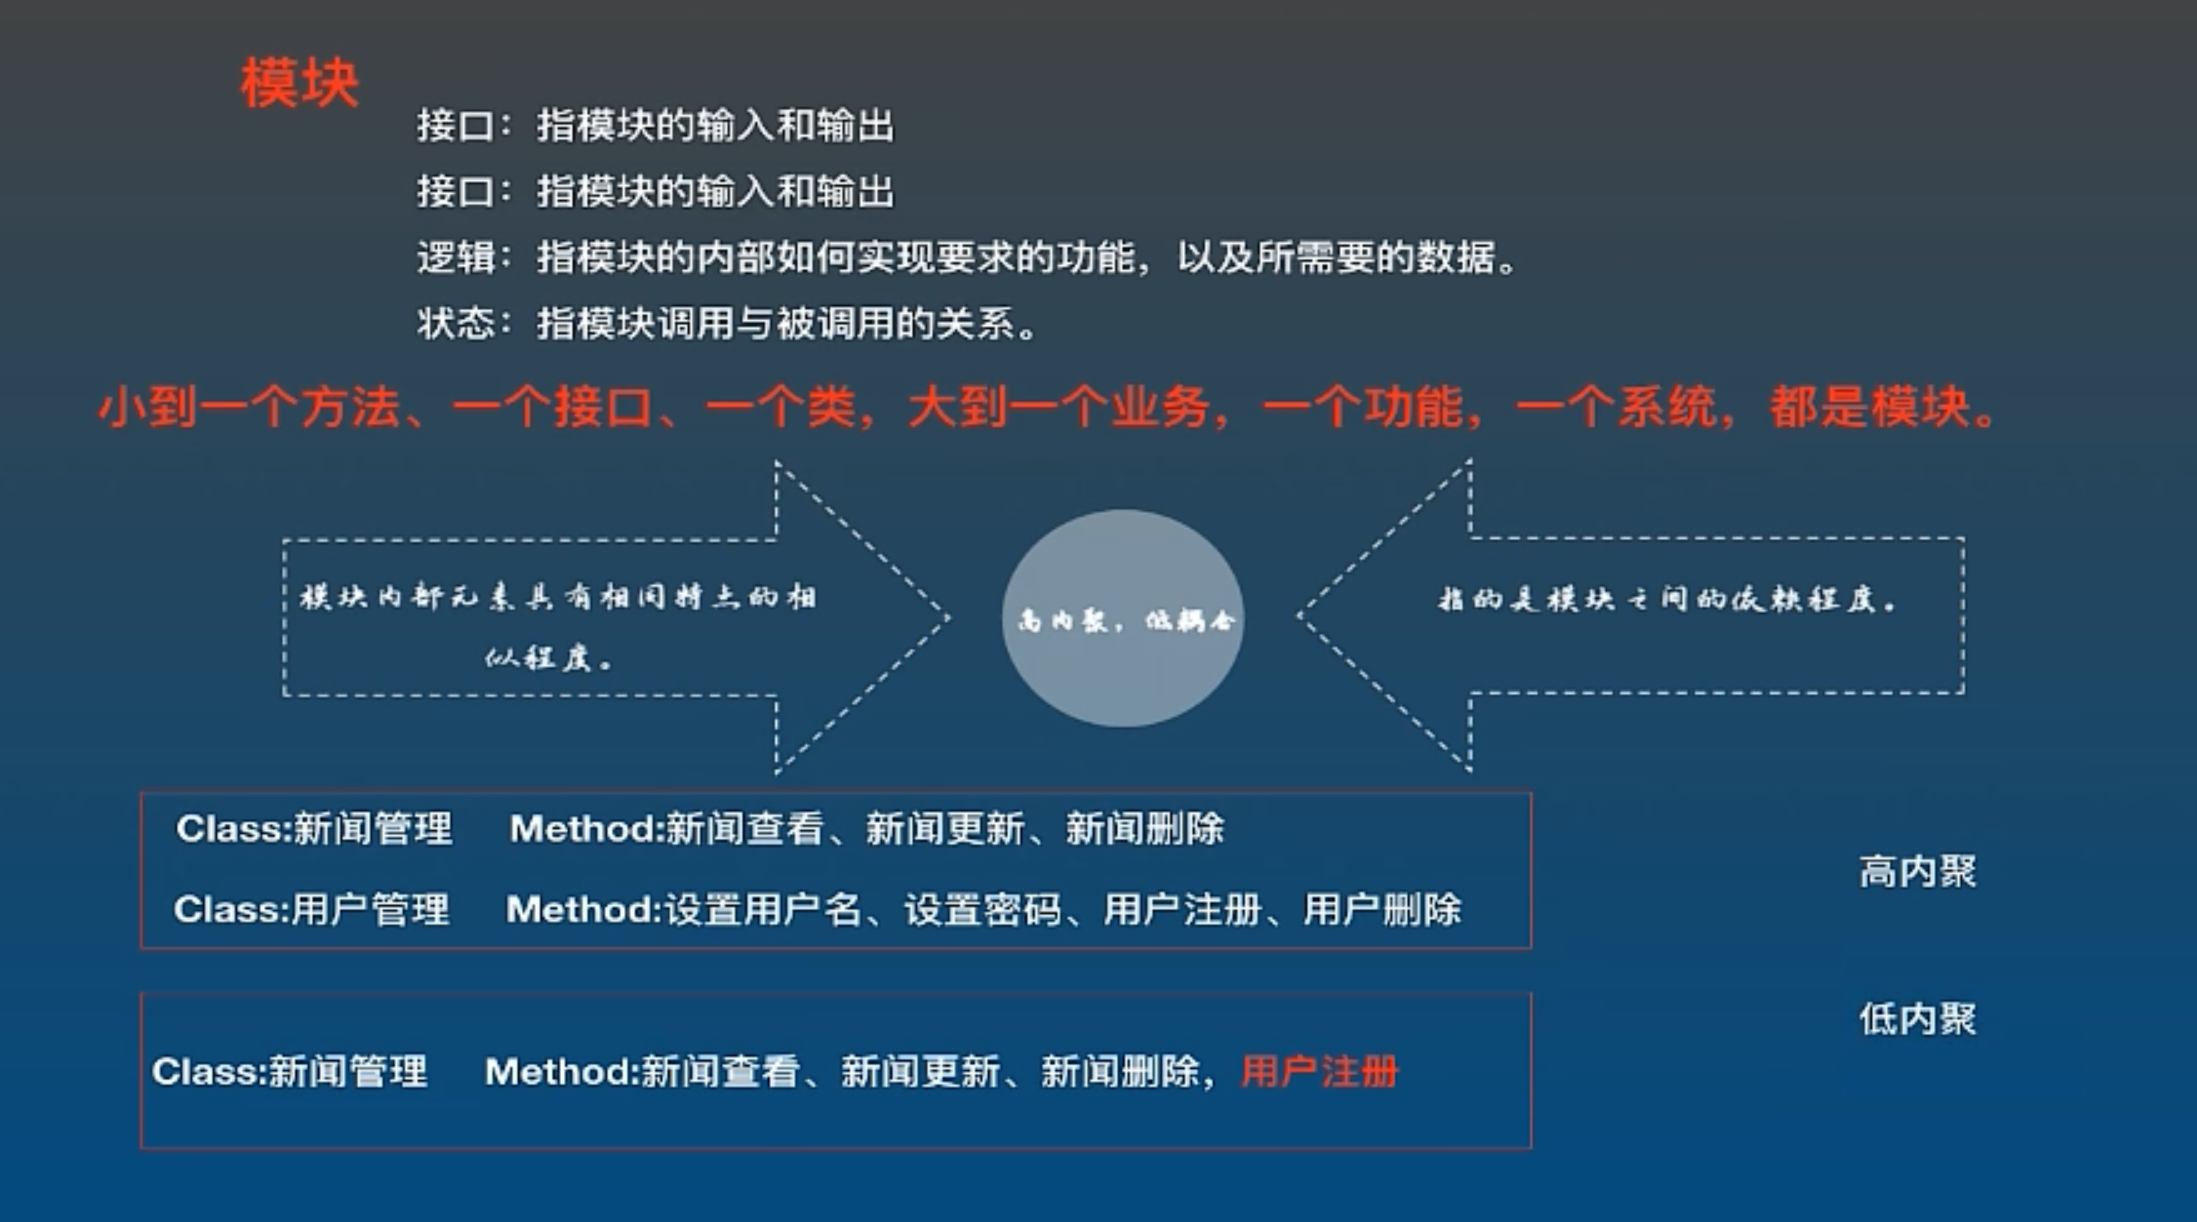 模块
接口：指模块的输入和输出
接口：指模块的输入和输出
逻辑：指模块的内部如何实现要求的功能，以及所需要的数据。
状态：指模块调用与被调用的关系。
小到一个方法、一个接口、一个类，大到一个业务，一个功能，一个系统，都是模块。
模块内部元素具有相同特点的相
似程度。
高内聚，低耦合
指的是模块之间的依赖程度。
Class:新闻管理 Method:新闻查看、新闻更新、新闻删除
Class:用户管理 Method:设置用户名、设置密码、用户注册、用户删除
高内聚
低内聚
Class:新闻管理 Method:新闻查看、新闻更新、新闻删除，用户注册